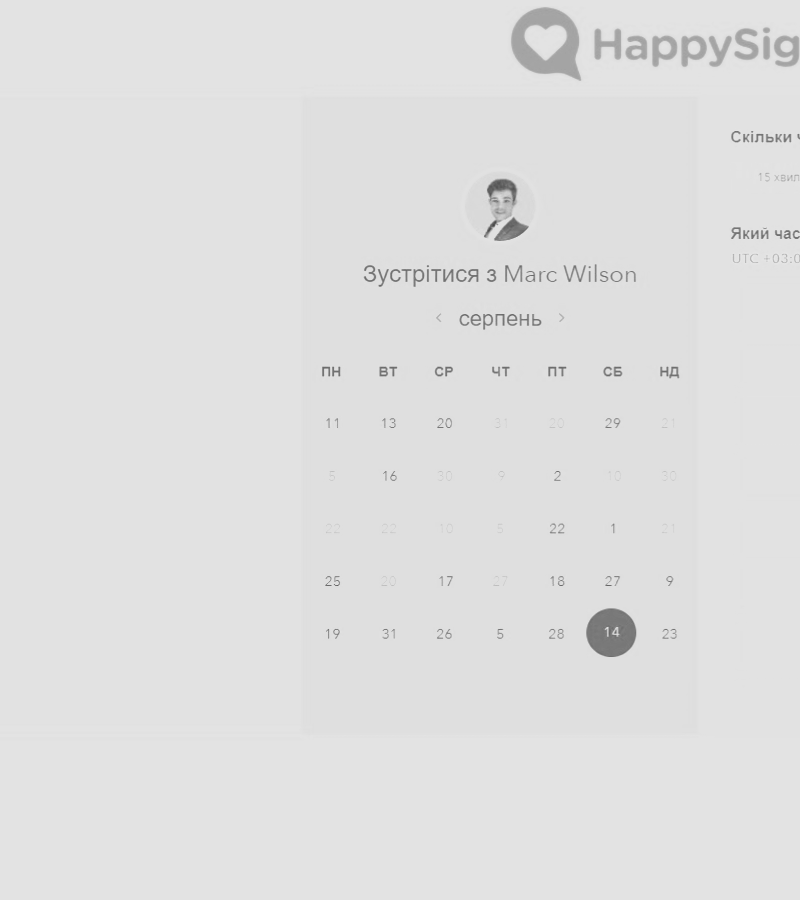 HappySig
Скільки ч
15 хвил
Який час
UTC +03:0
Зустрітися з Marc Wilson
серпень
ПН ВТ СР ЧТ ПТ СБ НД
11 13 20 31 20 29 21
5 16 30 9 2 10 30
22 22 10 5 22 1 21
25 20 17 27 18 27 9
19 31 26 5 28 14 23